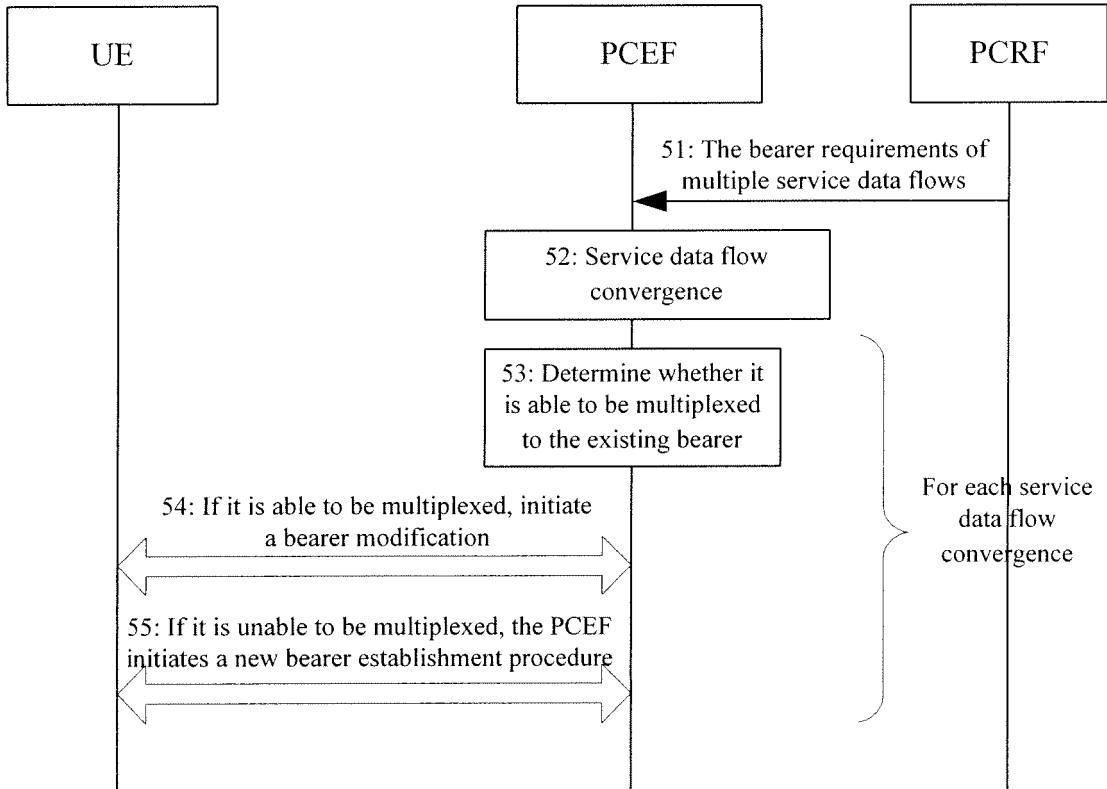 UE
PCEF
PCRF
51: The bearer requirements of
multiple service data flows
52: Service data flow
convergence
53: Determine whether it
is able to be multiplexed
to the existing bearer
54: If it is able to be multiplexed, initiate
a bearer modification
For each service
data flow
convergence
55: If it is unable to be multiplexed, the PCEF
initiates a new bearer establishment procedure